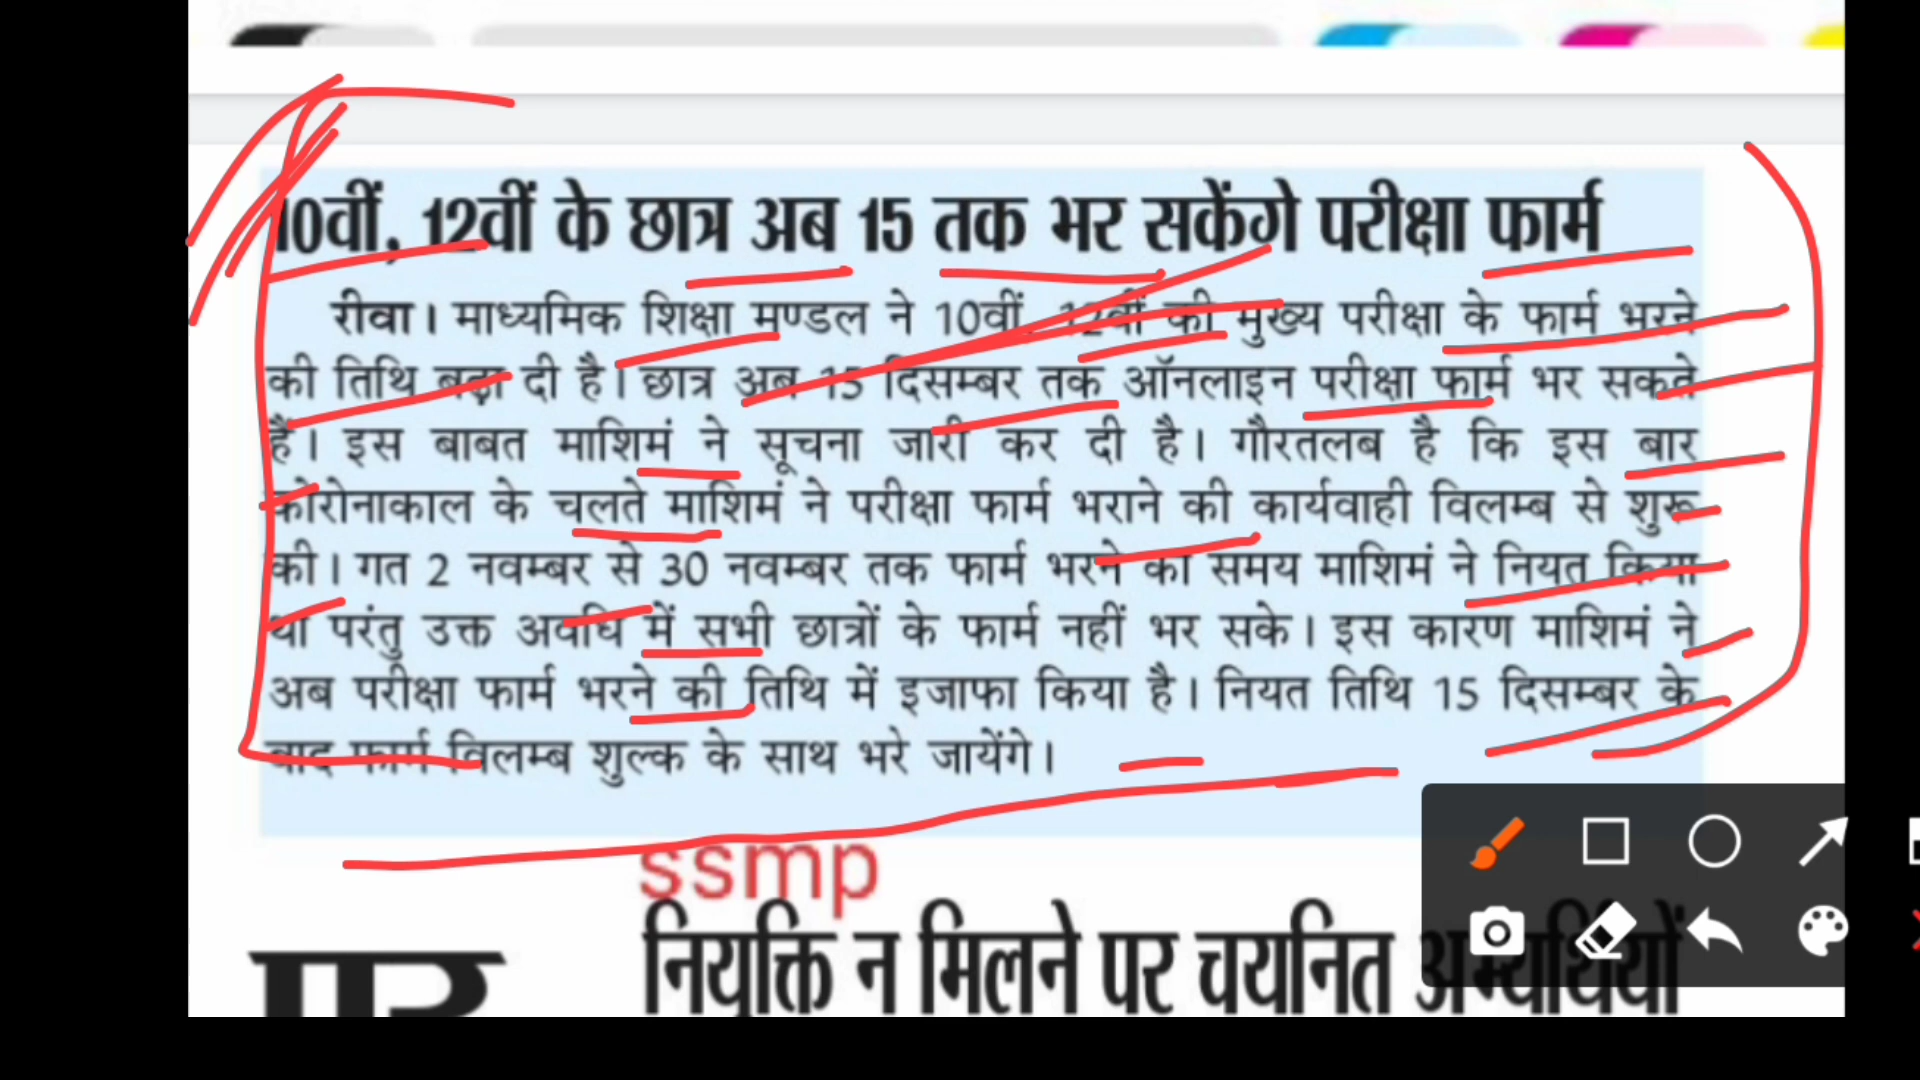 10वीं, 12वीं के छात्र अब 15 तक भर सकेंगे परीक्षा फार्म
रीवा। माध्यमिक शिक्षा मण्डल ने 10वीं, 12वीं की मुख्य परीक्षा के फार्म भरने
की तिथि बढ़ा दी है। छात्र अब 15 दिसम्बर तक ऑनलाइन परीक्षा फार्म भर सकते
हैं। इस बाबत माशिमं ने सूचना जारी कर दी है। गौरतलब है कि इस बार
कोरोनाकाल के चलते माशिमं ने परीक्षा फार्म भराने की कार्यवाही विलम्ब से शुरू
की। गत 2 नवम्बर से 30 नवम्बर तक फार्म भरने का समय माशिमं ने नियत किया
था परंतु उक्त अवधि में सभी छात्रों के फार्म नहीं भर सके। इस कारण माशिमं ने
अब परीक्षा फार्म भरने की तिथि में इजाफा किया है। नियत तिथि 15 दिसम्बर के
बाद फार्म विलम्ब शुल्क के साथ भरे जायेंगे।
ssmp
नियुक्ति न मिलने पर चयनित अभ्यर्थियों